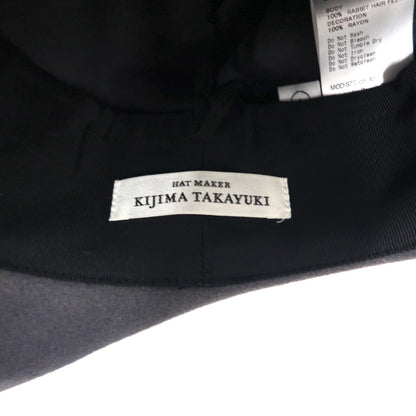 BODY
100% RABBIT HAIR FELT
DECORATION
100% RAYON
Do Not Wash
Do Not Bleach
Do Not Tumble Dry
Do Not Iron
Do Not Dryclean
Do Not Wetclean
HAT MAKER
KIJIMA TAKAYUKI